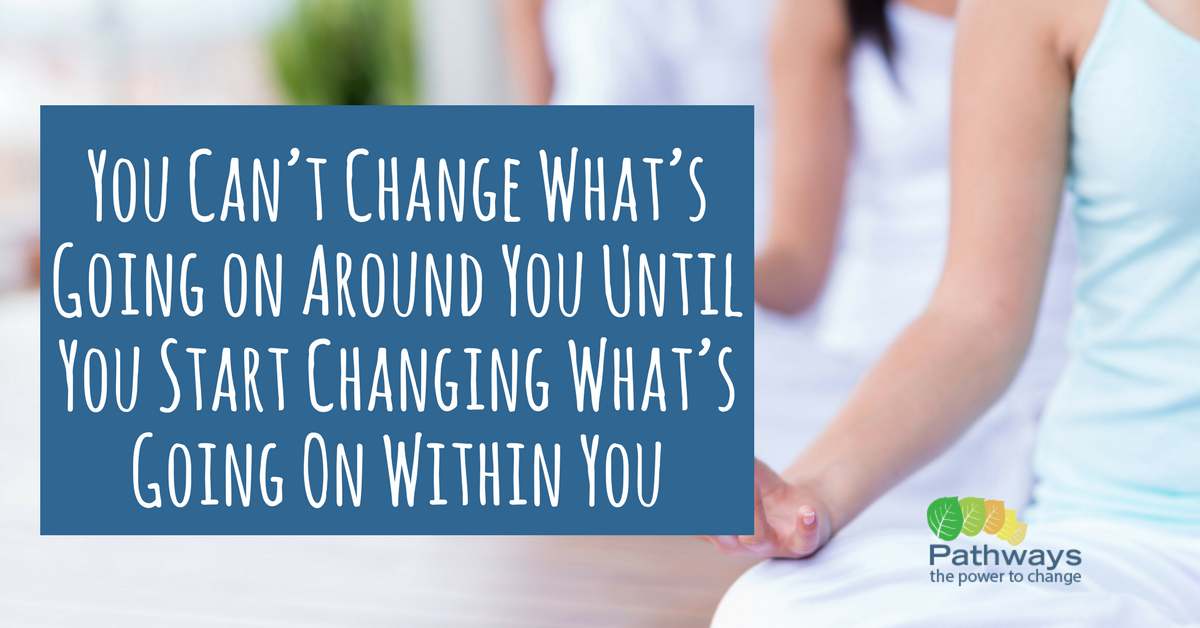 You Can’t Change What’s
Going on Around You Until
You Start Changing What’s
Going On Within You
Pathways
the power to change